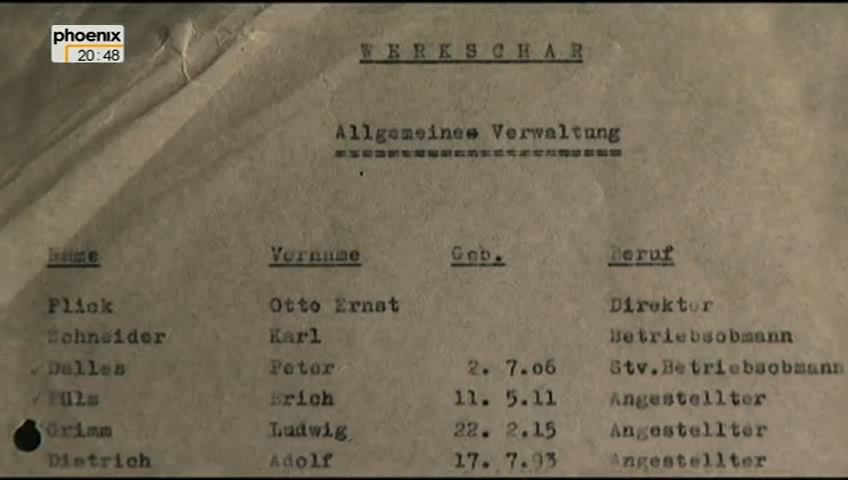 phoenix
20:48
WERKSCHAR
Allgemeine Verwaltung
Name Vorname Geb. Beruf
Flick Otto Ernst Direktor
Schneider Karl Betriebsobmann
Dalles Peter 2. 7.06 Stv.Betriebsobmann
Füls Erich 11. 5.11 Angestellter
Grimm Ludwig 22. 2.15 Angestellter
Dietrich Adolf 17. 7.93 Angestellter